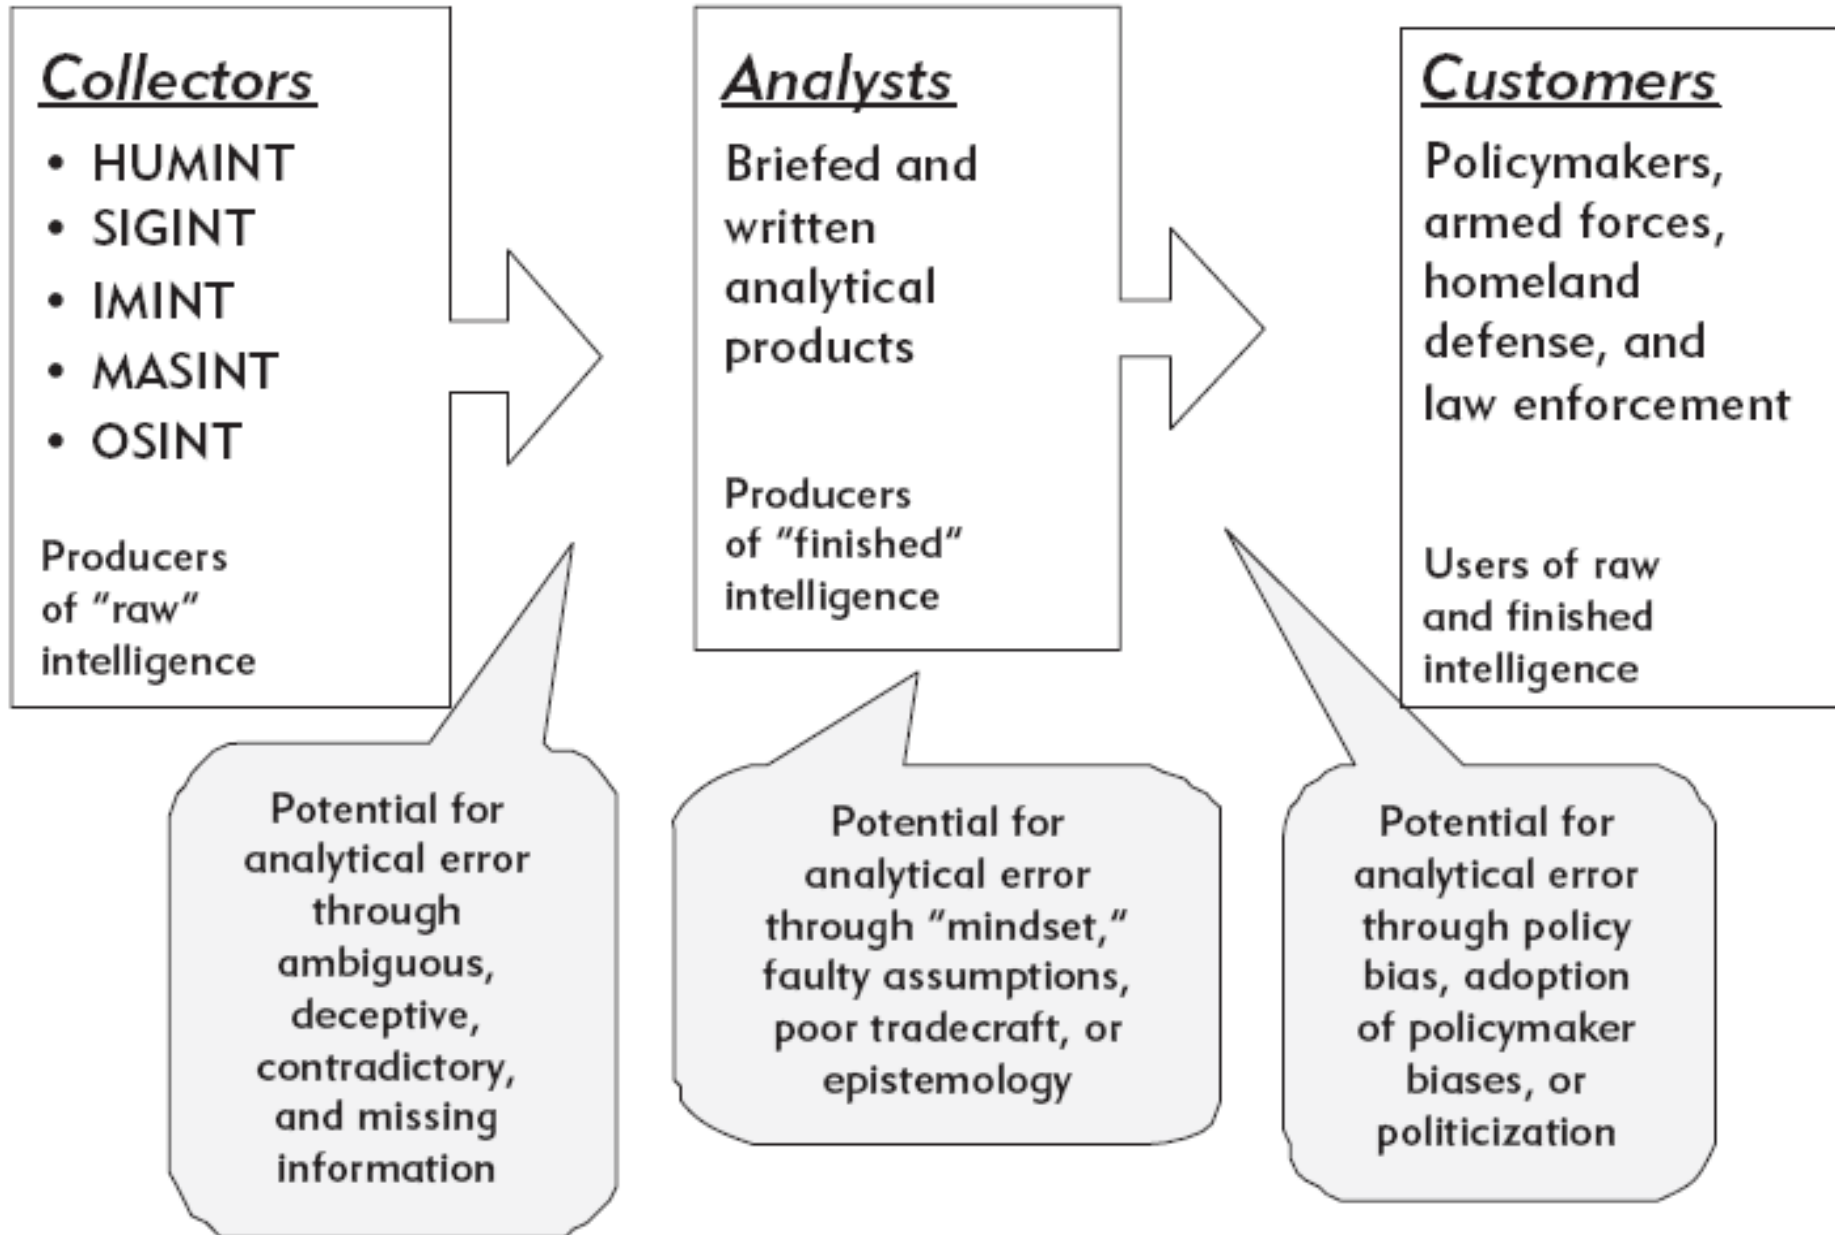 Collectors
• HUMINT
• SIGINT
• IMINT
• MASINT
• OSINT
Producers
of "raw"
intelligence
Analysts
Briefed and
written
analytical
products
Producers
of "finished"
intelligence
Customers
Policymakers,
armed forces,
homeland
defense, and
law enforcement
Users of raw
and finished
intelligence
Potential for
analytical error
through
ambiguous,
deceptive,
contradictory,
and missing
information
Potential for
analytical error
through "mindset,"
faulty assumptions,
poor tradecraft, or
epistemology
Potential for
analytical error
through policy
bias, adoption
of policymaker
biases, or
politicization